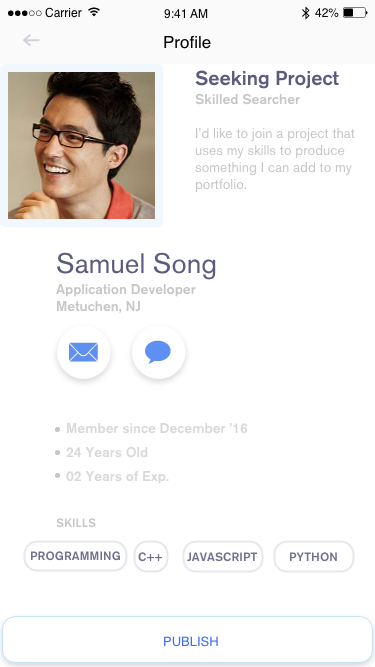 Carrier 9:41 AM 42%
Profile
Seeking Project
Skilled Searcher
I'd like to join a project that
uses my skills to produce
something I can add to my
portfolio.
Samuel Song
Application Developer
Metuchen, NJ
• Member since December '16
• 24 Years Old
• 02 Years of Exp.
SKILLS
PROGRAMMING C++ JAVASCRIPT PYTHON
PUBLISH